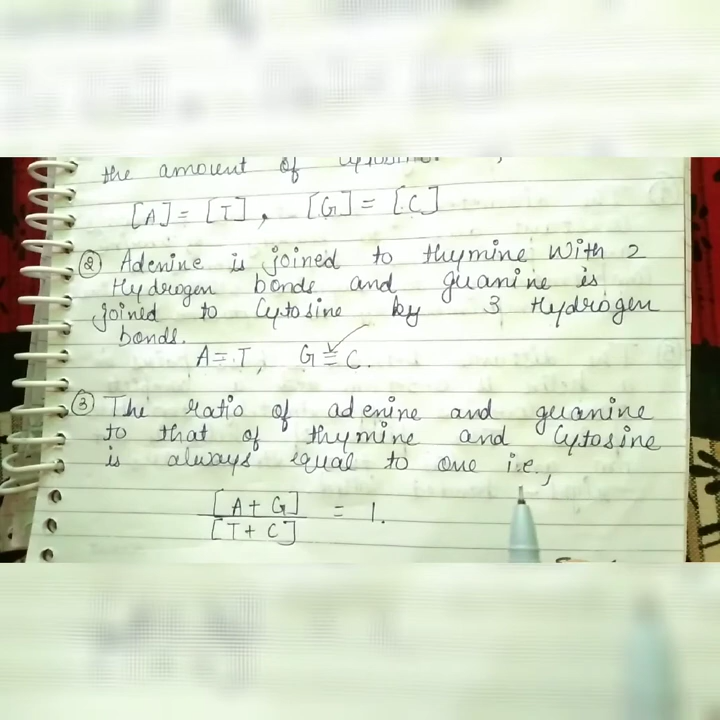 the amount of
[A] = [T], [G] = [C]
② Adenine is joined to thymine with 2
Hydrogen bonds and guanine is
joined to Cytosine by 3 Hydrogen
bonds.
A = T, G ≡ C.
③ The ratio of adenine and guanine
to that of thymine and Cytosine
is always equal to one i.e,
[A + G]
[T + C] = 1.